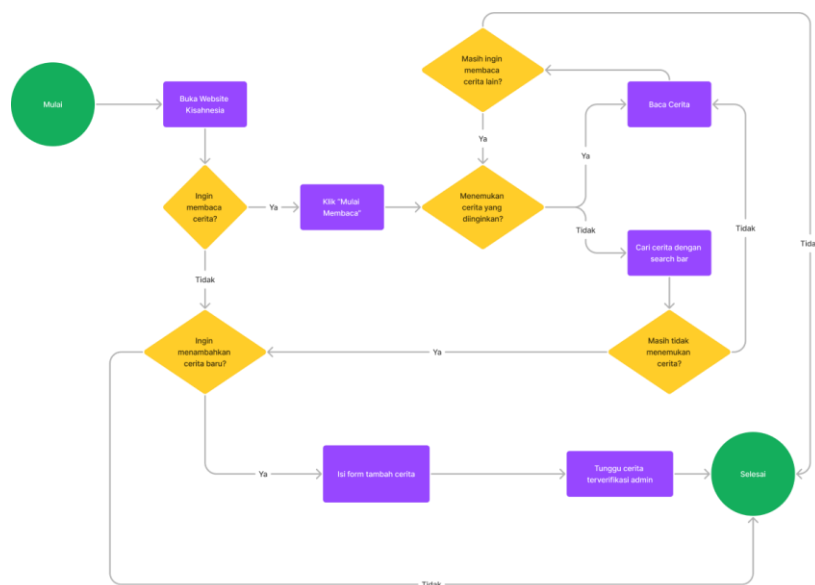 Masih ingin
membaca
cerita lain?
Mulai
Buka Website
Kisahnesia
Baca Cerita
Ya
Ya
Ingin
membaca
cerita?
Ya
Klik "Mulai
Membaca"
Menemukan
cerita yang
diinginkan?
Tidak
Cari cerita dengan
search bar
Tidak
Tida
Tidak
Ingin
menambahkan
cerita baru?
Ya
Masih tidak
menemukan
cerita?
Ya
Isi form tambah cerita
Tunggu cerita
terverifikasi admin
Selesai
Tidak